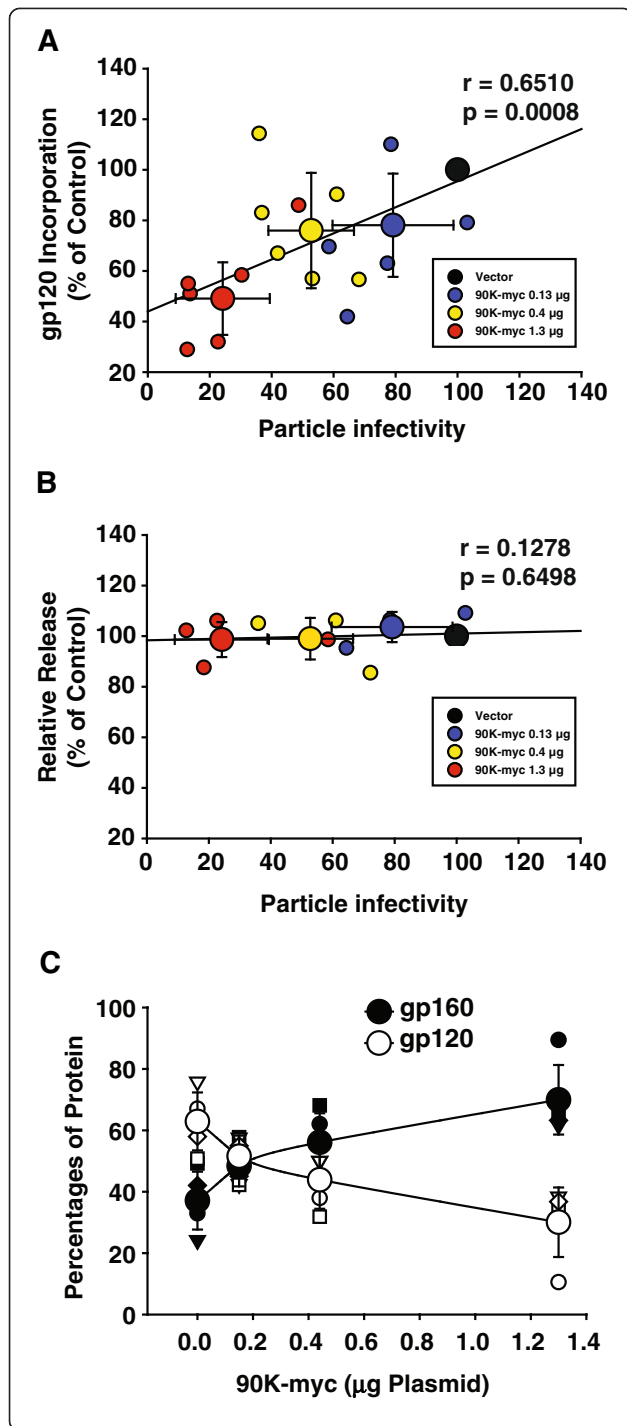 A
140
120
100
80
60
40
20
0
20
40
60
80
100
120
140
gp120 Incorporation
(% of Control)
Particle infectivity
r = 0.6510
p = 0.0008
Vector
90K-myc 0.13 µg
90K-myc 0.4 µg
90K-myc 1.3 µg
B
140
120
100
80
60
40
20
0
20
40
60
80
100
120
140
Relative Release
(% of Control)
Particle infectivity
r = 0.1278
p = 0.6498
Vector
90K-myc 0.13 µg
90K-myc 0.4 µg
90K-myc 1.3 µg
C
100
80
60
40
20
0
0.0
0.2
0.4
0.6
0.8
1.0
1.2
1.4
Percentages of Protein
90K-myc (µg Plasmid)
gp160
gp120